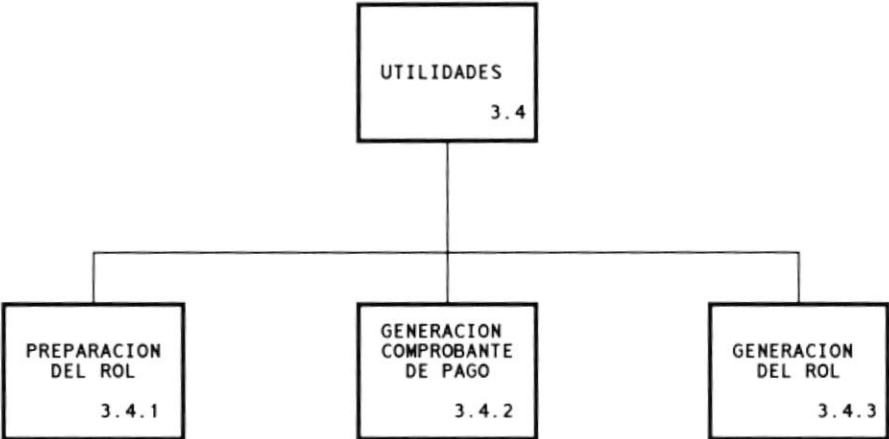 UTILIDADES
3.4
PREPARACION
DEL ROL
3.4.1
GENERACION
COMPROBANTE
DE PAGO
3.4.2
GENERACION
DEL ROL
3.4.3